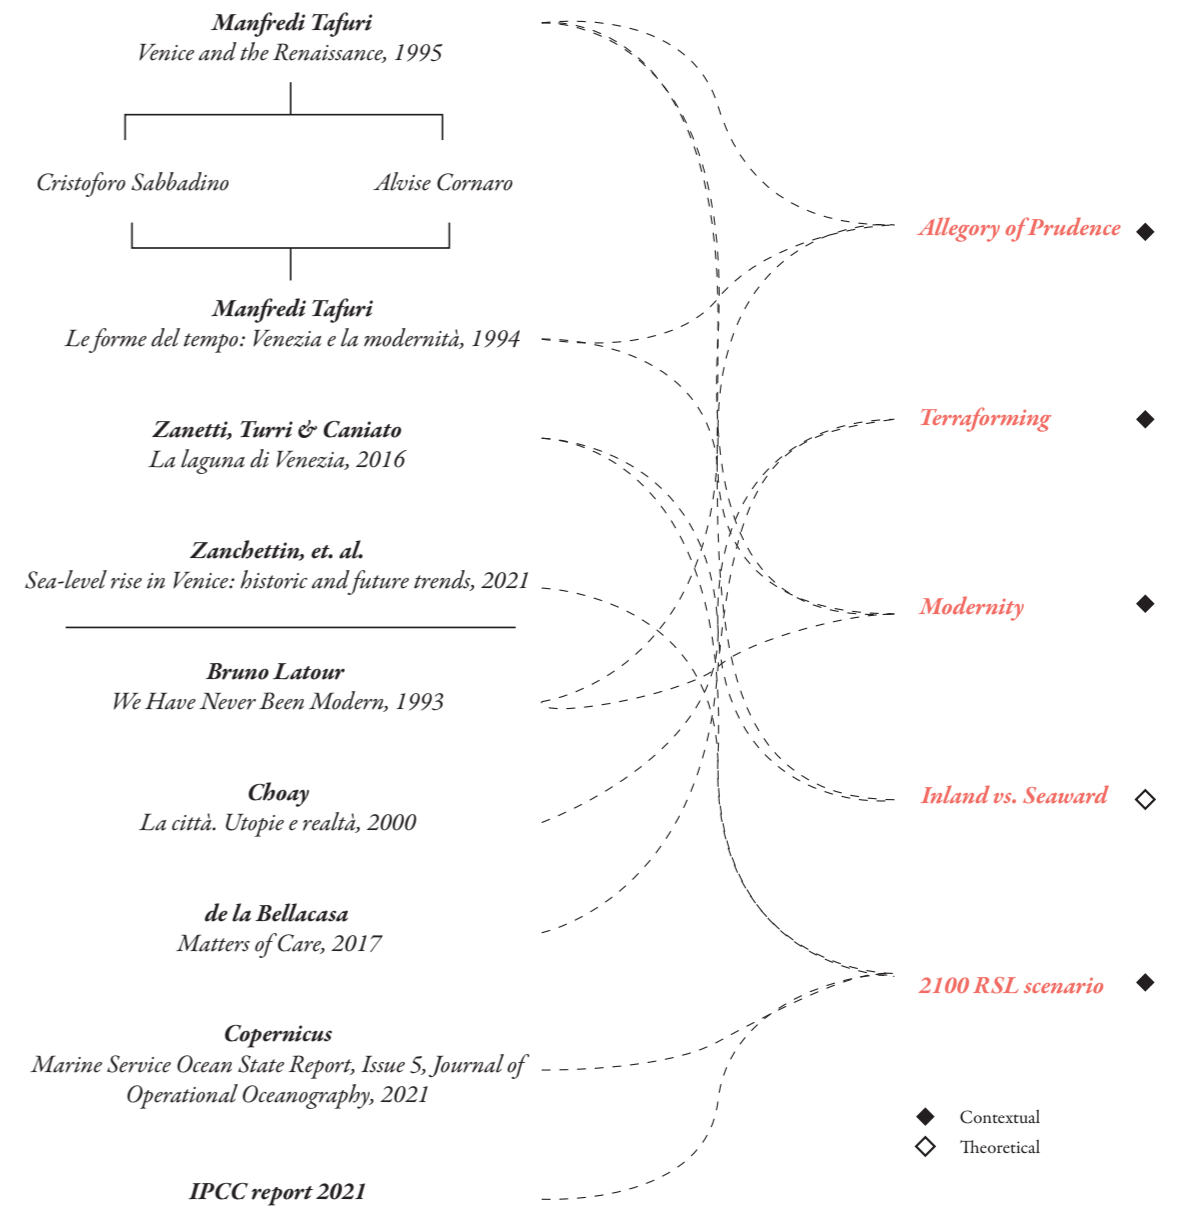 Manfredi Tafuri
Venice and the Renaissance, 1995
Cristoforo Sabbadino
Alvise Cornaro
Manfredi Tafuri
Le forme del tempo: Venezia e la modernità, 1994
Zanetti, Turri & Caniato
La laguna di Venezia, 2016
Zanchettin, et. al.
Sea-level rise in Venice: historic and future trends, 2021
Bruno Latour
We Have Never Been Modern, 1993
Choay
La città. Utopie e realtà, 2000
de la Bellacasa
Matters of Care, 2017
Copernicus
Marine Service Ocean State Report, Issue 5, Journal of
Operational Oceanography, 2021
IPCC report 2021
Allegory of Prudence
Terraforming
Modernity
Inland vs. Seaward
2100 RSL scenario
Contextual
Theoretical